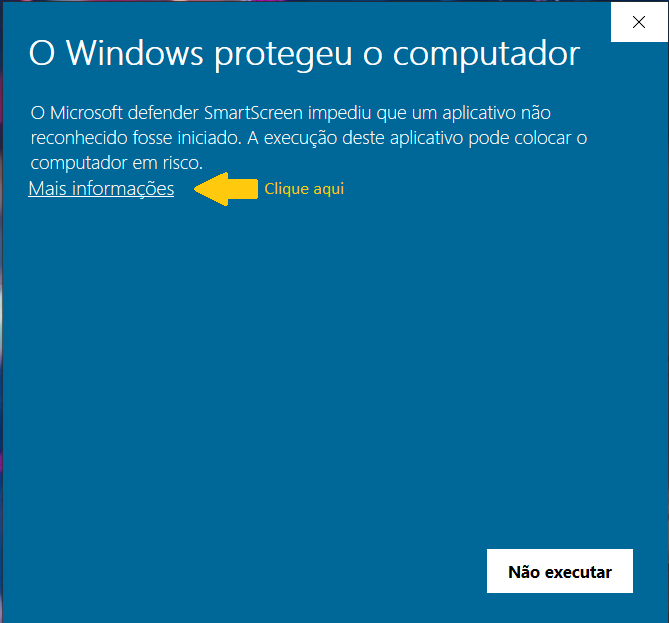 O Windows protegeu o computador
O Microsoft defender SmartScreen impediu que um aplicativo não
reconhecido fosse iniciado. A execução deste aplicativo pode colocar o
computador em risco.
Mais informações
Clique aqui
Não executar